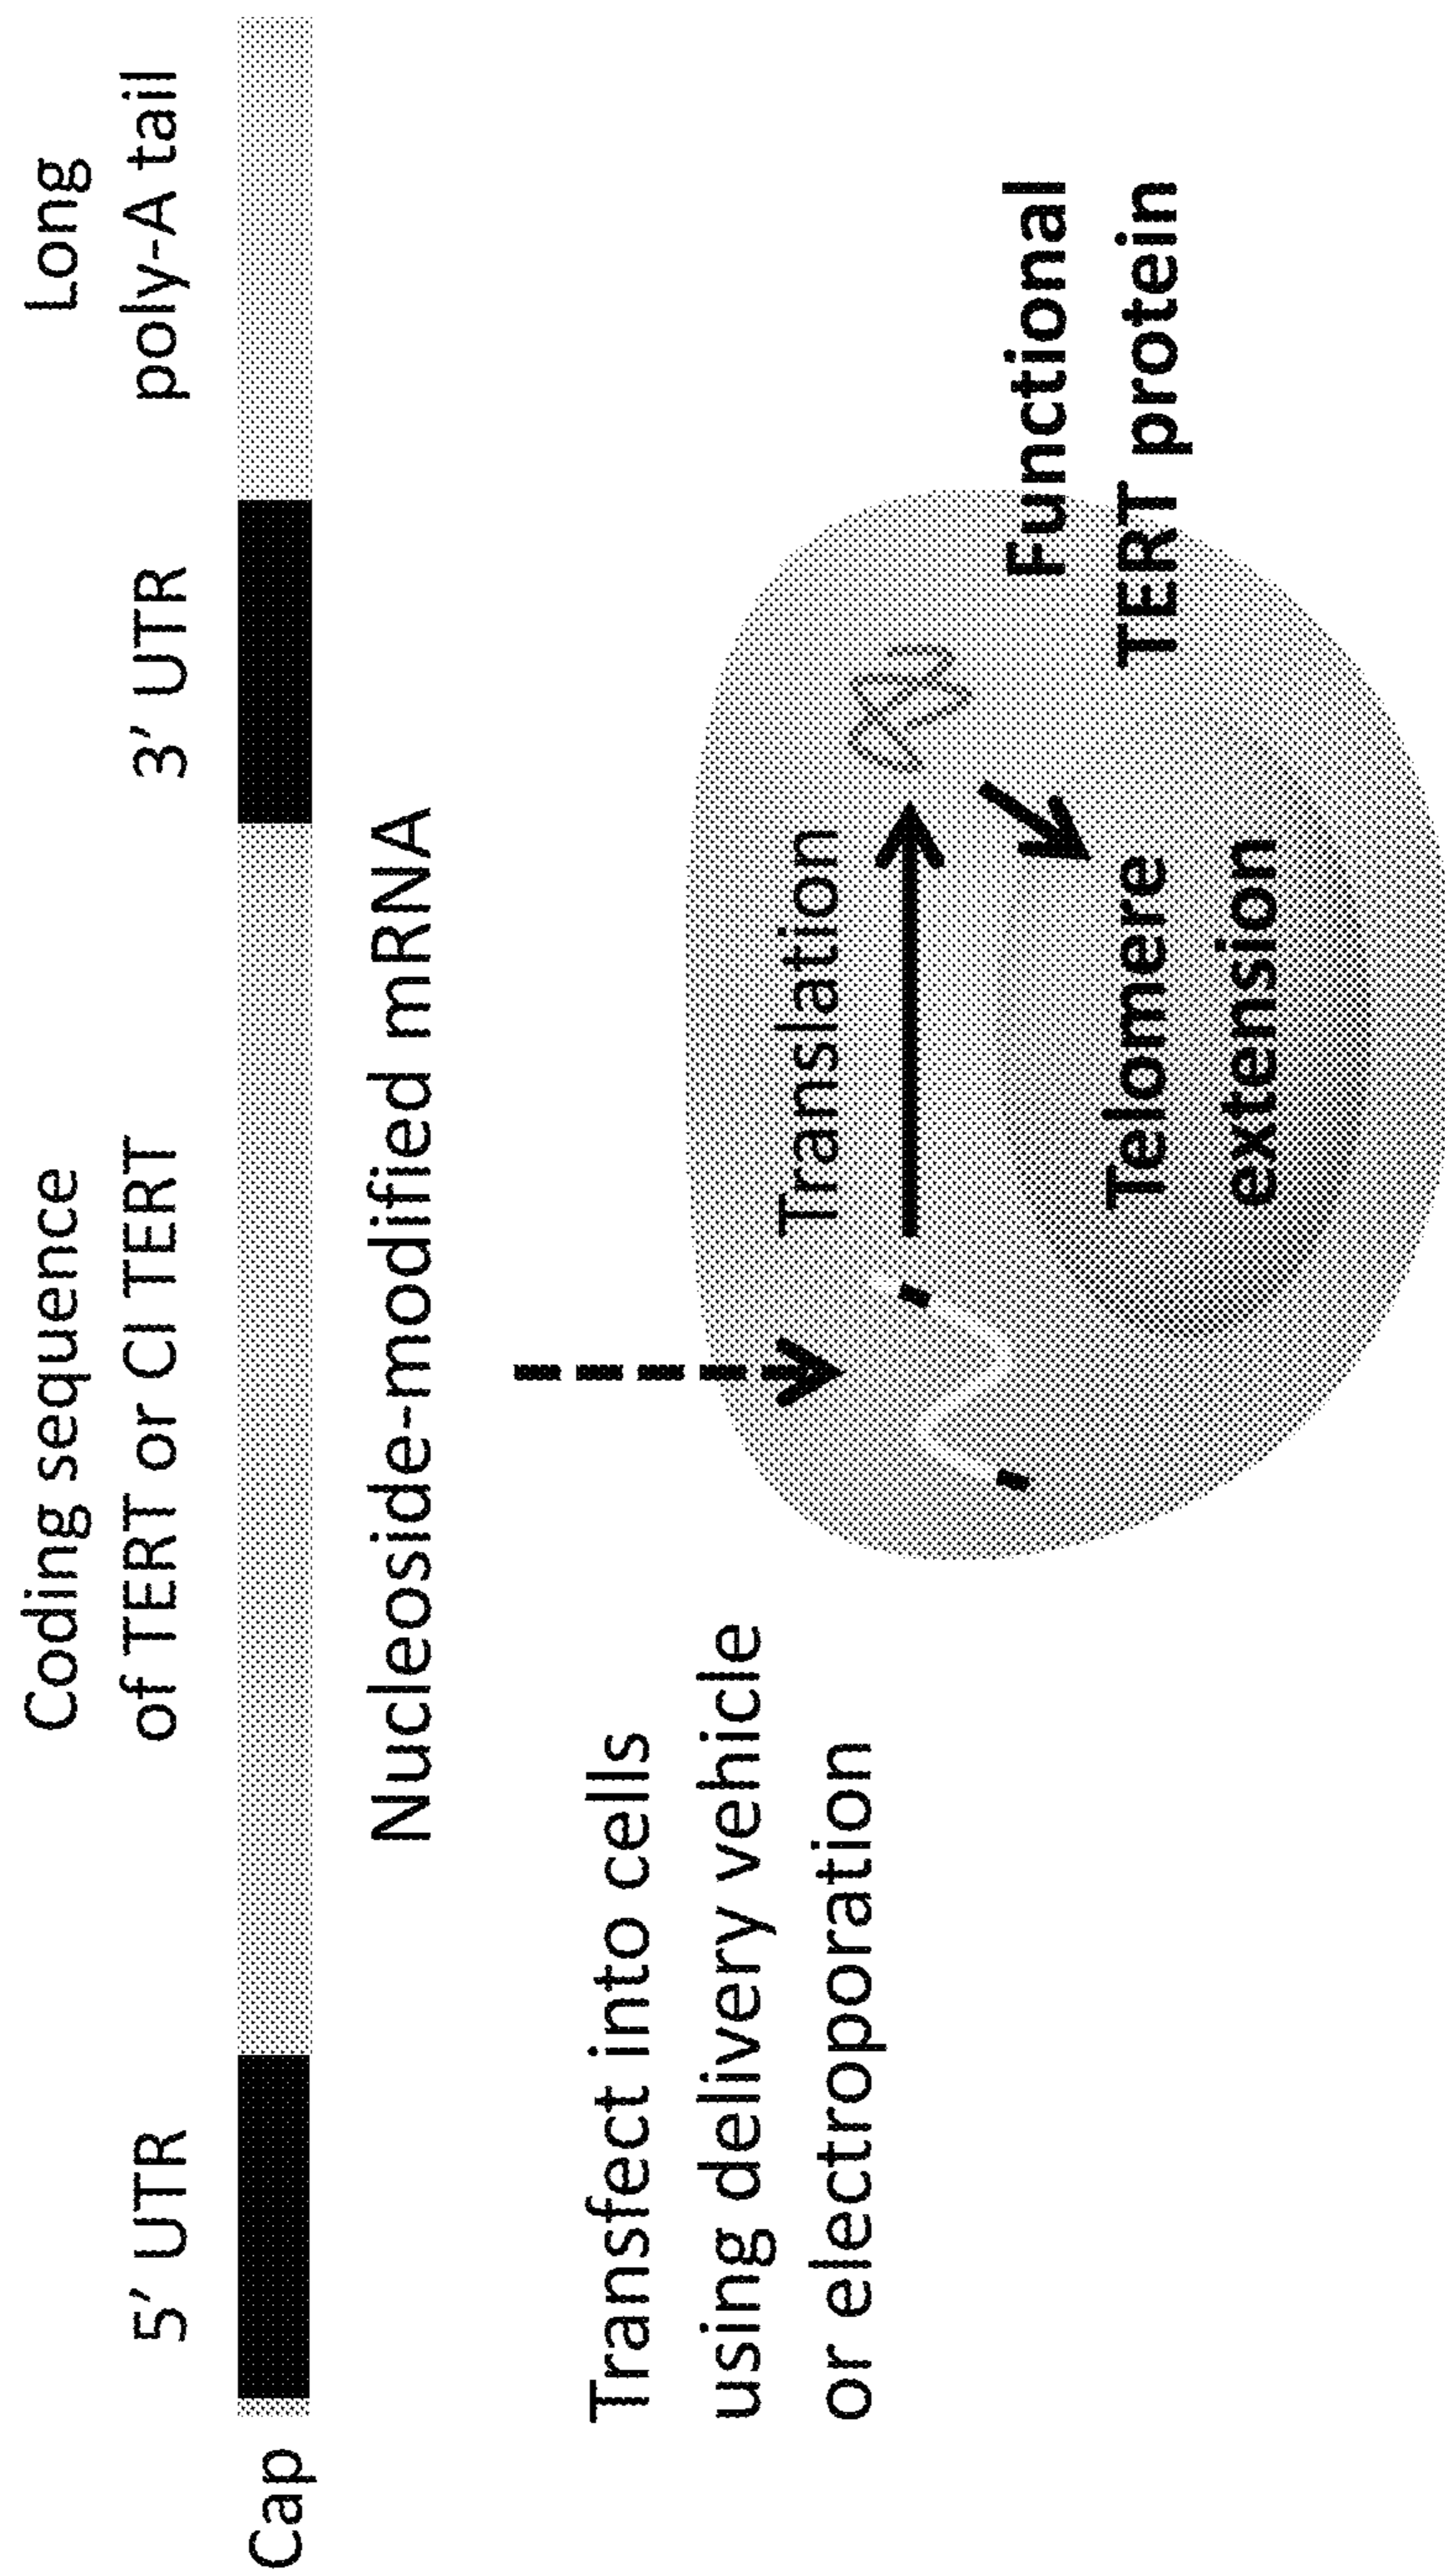 Coding sequence
of TERT or CI TERT
Long
poly-A tail
5′ UTR
3′ UTR
Cap
Nucleoside-modified mRNA
Transfect into cells
using delivery vehicle
or electroporation
Translation
Functional
TERT protein
Telomere
extension